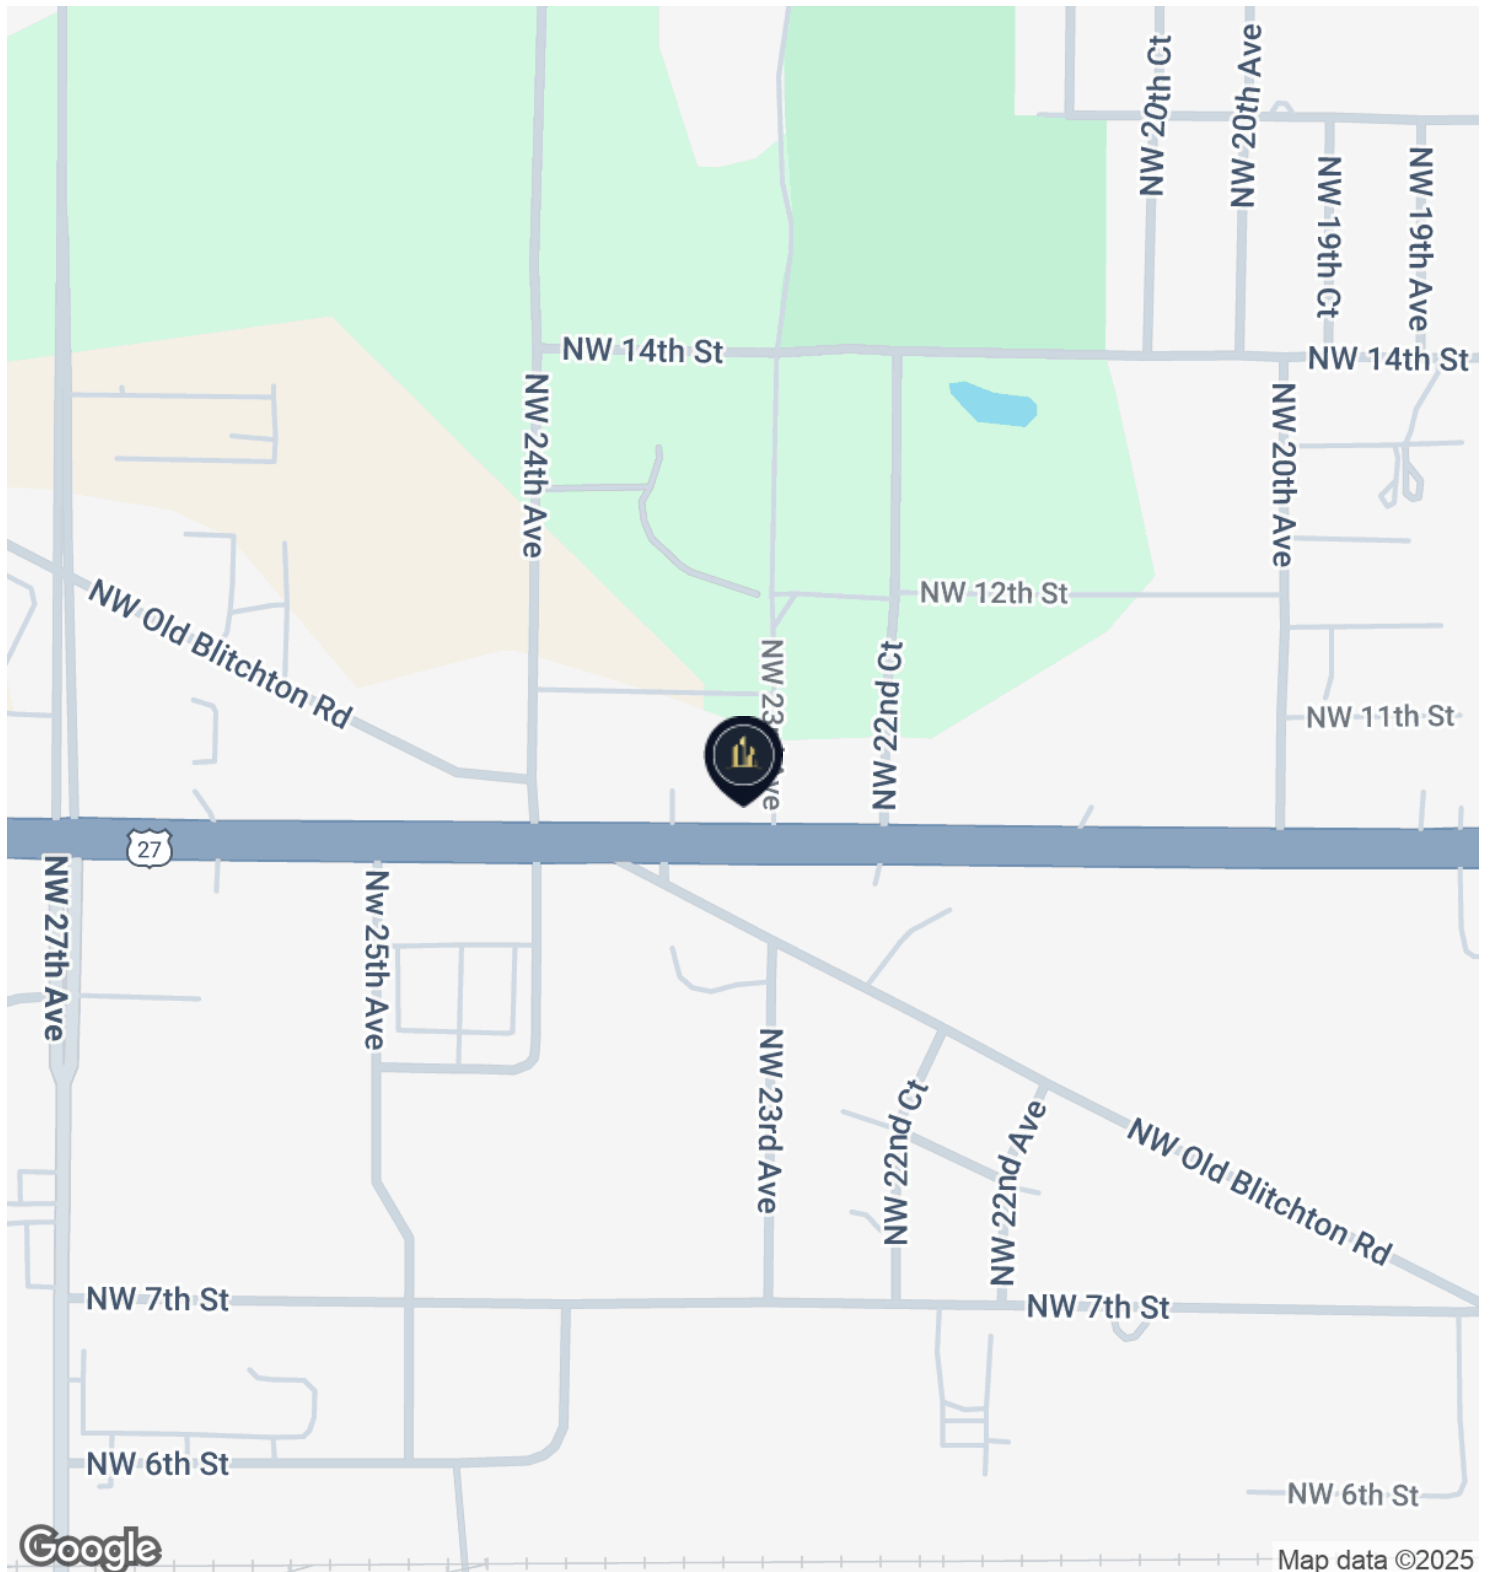 NW 20th Ct
NW 20th Ave
NW 19th Ct
NW 19th Ave
NW 14th St
NW 14th St
NW 24th Ave
NW 20th Ave
NW 12th St
NW Old Blitchton Rd
NW 23rd Ave
NW 22nd Ct
NW 11th St
27
NW 27th Ave
Nw 25th Ave
NW 23rd Ave
NW 22nd Ct
NW 22nd Ave
NW Old Blitchton Rd
NW 7th St
NW 7th St
NW 6th St
NW 6th St
Google
Map data ©2025